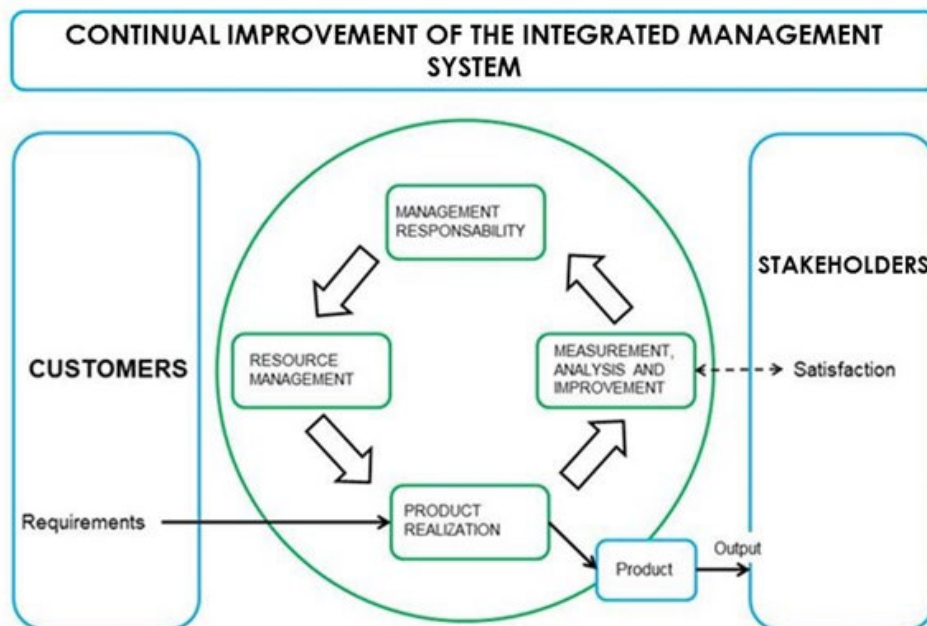 CONTINUAL IMPROVEMENT OF THE INTEGRATED MANAGEMENT
SYSTEM
MANAGEMENT
RESPONSABILITY
STAKEHOLDERS
CUSTOMERS
RESOURCE
MANAGEMENT
MEASUREMENT,
ANALYSIS AND
IMPROVEMENT
Satisfaction
Requirements
PRODUCT
REALIZATION
Product
Output